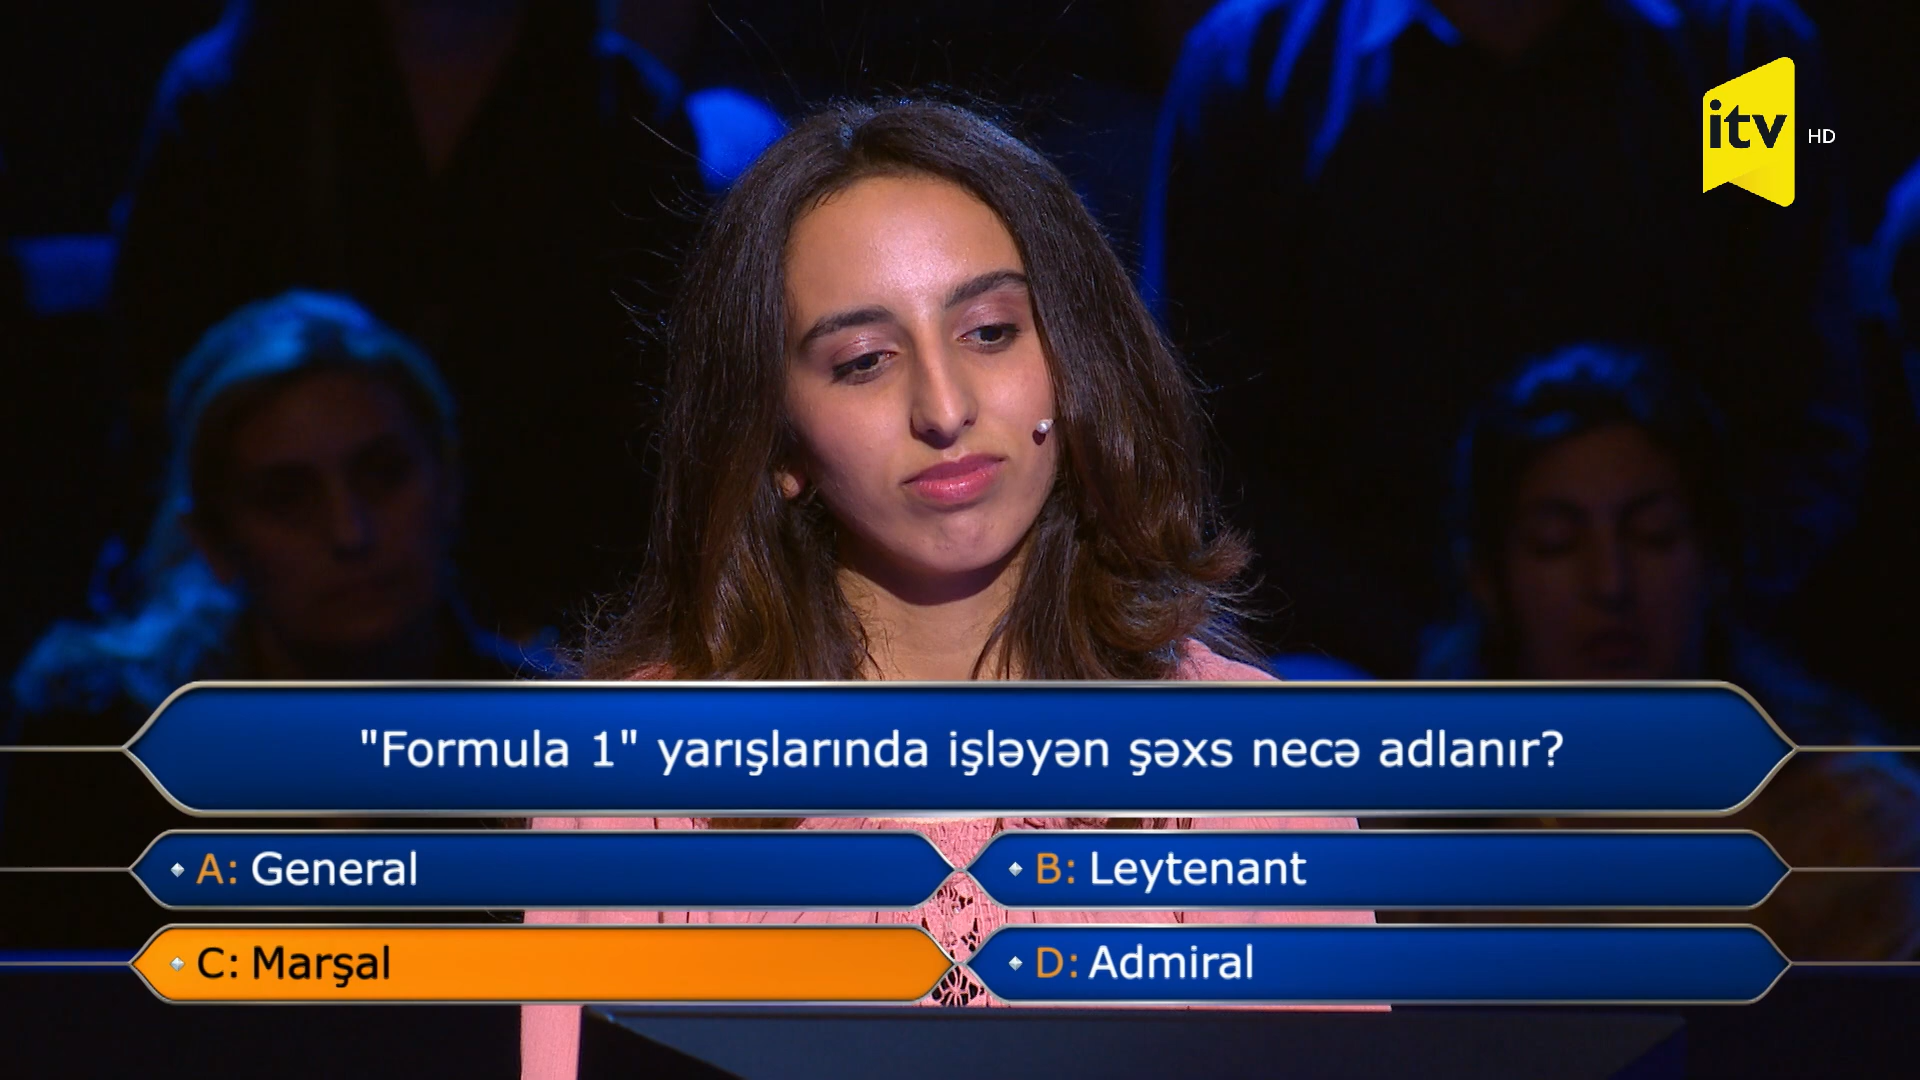 itv HD
"Formula 1" yarışlarında işləyən şəxs necə adlanır?
A: General
B: Leytenant
C: Marşal
D: Admiral